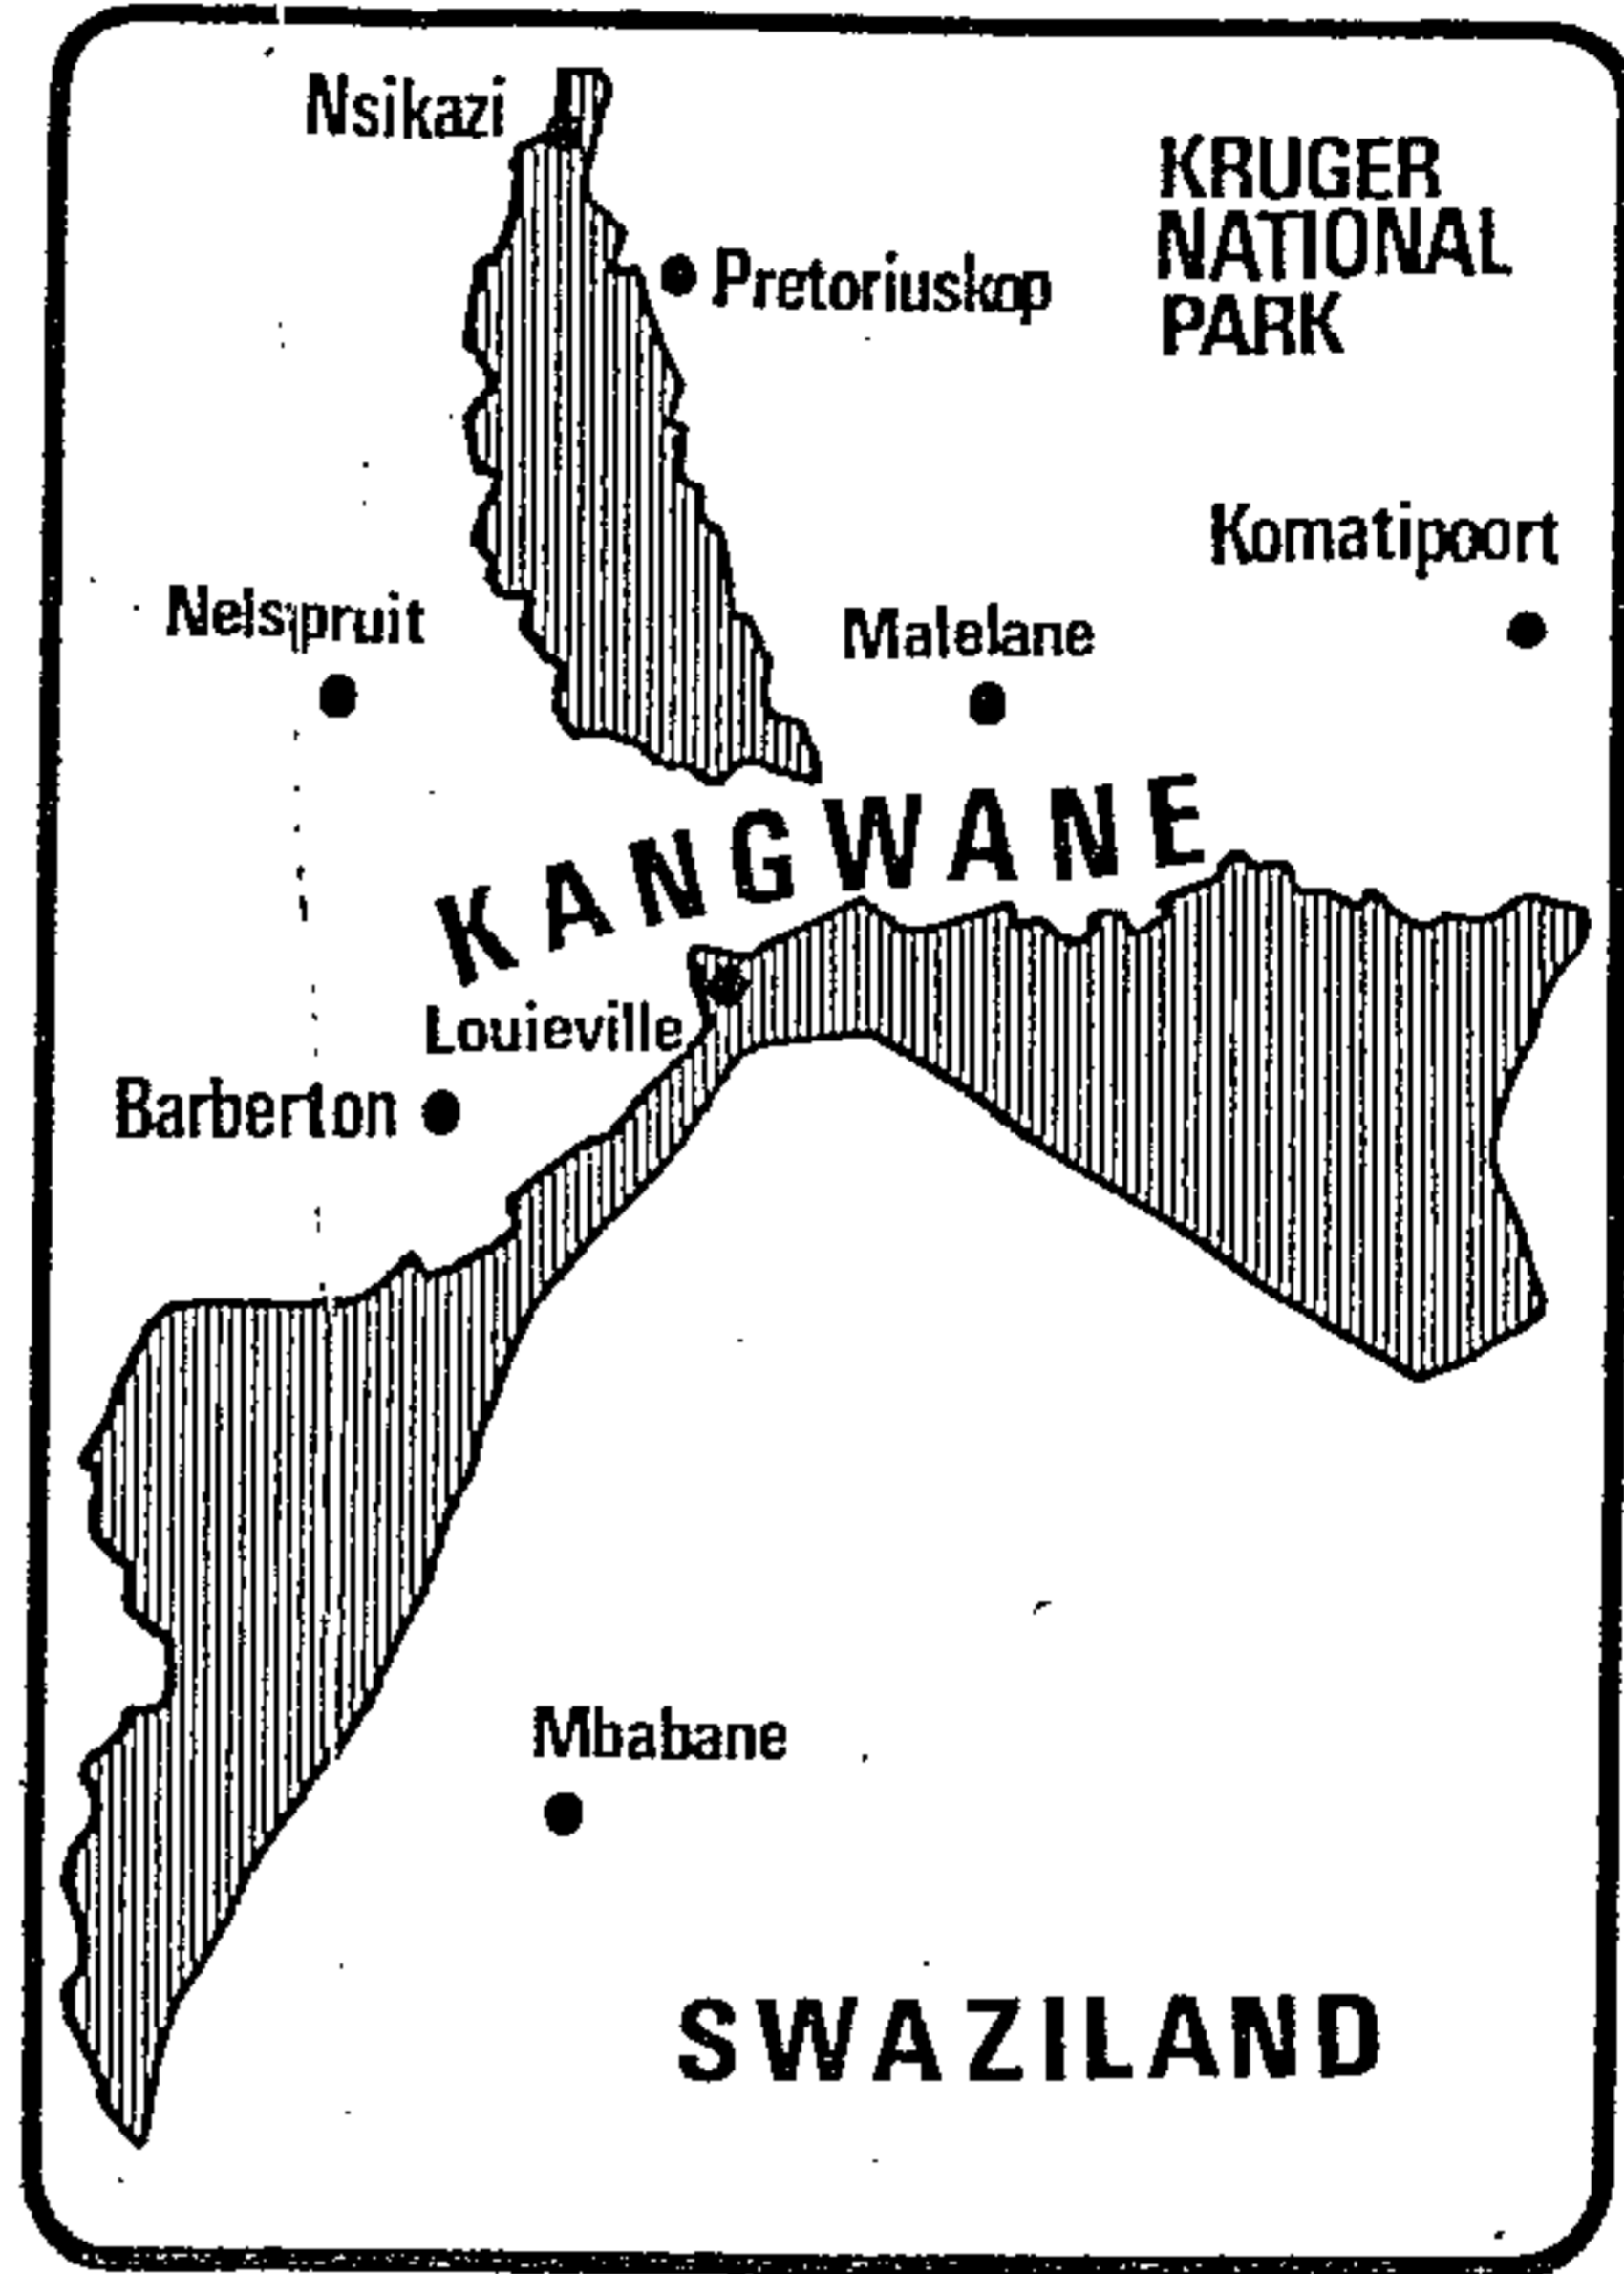 Nsikazi
KRUGER
NATIONAL
PARK
Pretoriuskop
Komatipoort
Nelspruit
Malelane
KANGWANE
Louieville
Barberton
Mbabane
SWAZILAND